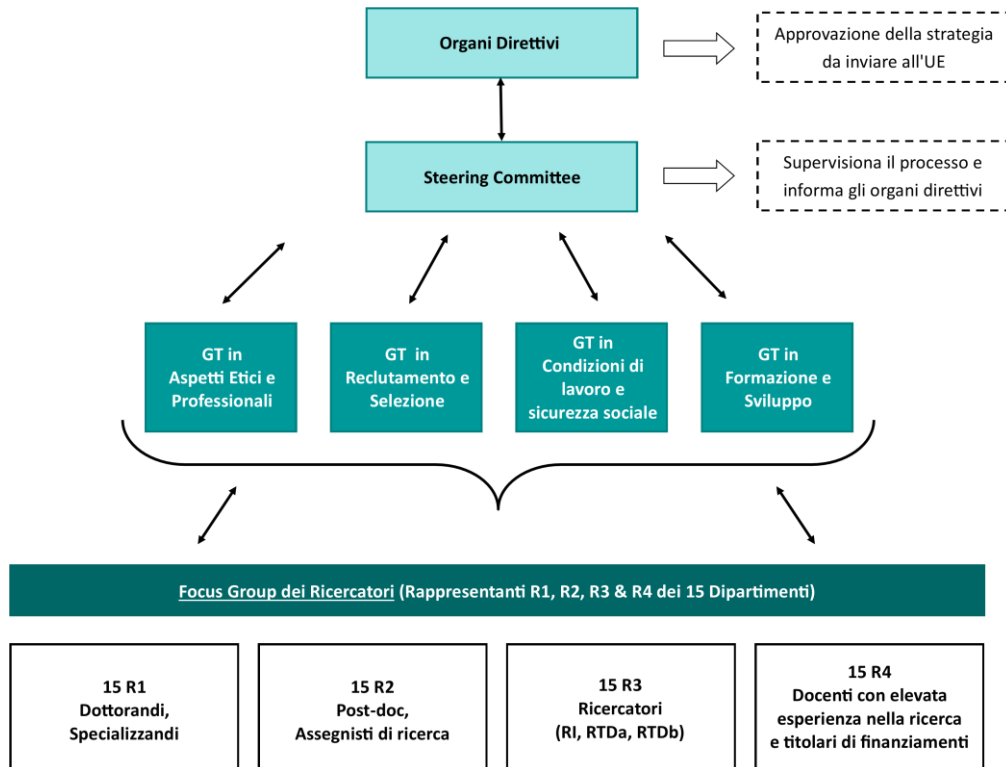 Organi Direttivi
Approvazione della strategia
da inviare all'UE
Steering Committee
Supervisiona il processo e
informa gli organi direttivi
GT in
Aspetti Etici e
Professionali
GT in
Reclutamento e
Selezione
GT in
Condizioni di
lavoro e
sicurezza sociale
GT in
Formazione e
Sviluppo
Focus Group dei Ricercatori (Rappresentanti R1, R2, R3 & R4 dei 15 Dipartimenti)
15 R1
Dottorandi,
Specializzandi
15 R2
Post-doc,
Assegnisti di ricerca
15 R3
Ricercatori
(RI, RTDa, RTDb)
15 R4
Docenti con elevata
esperienza nella ricerca
e titolari di finanziamenti